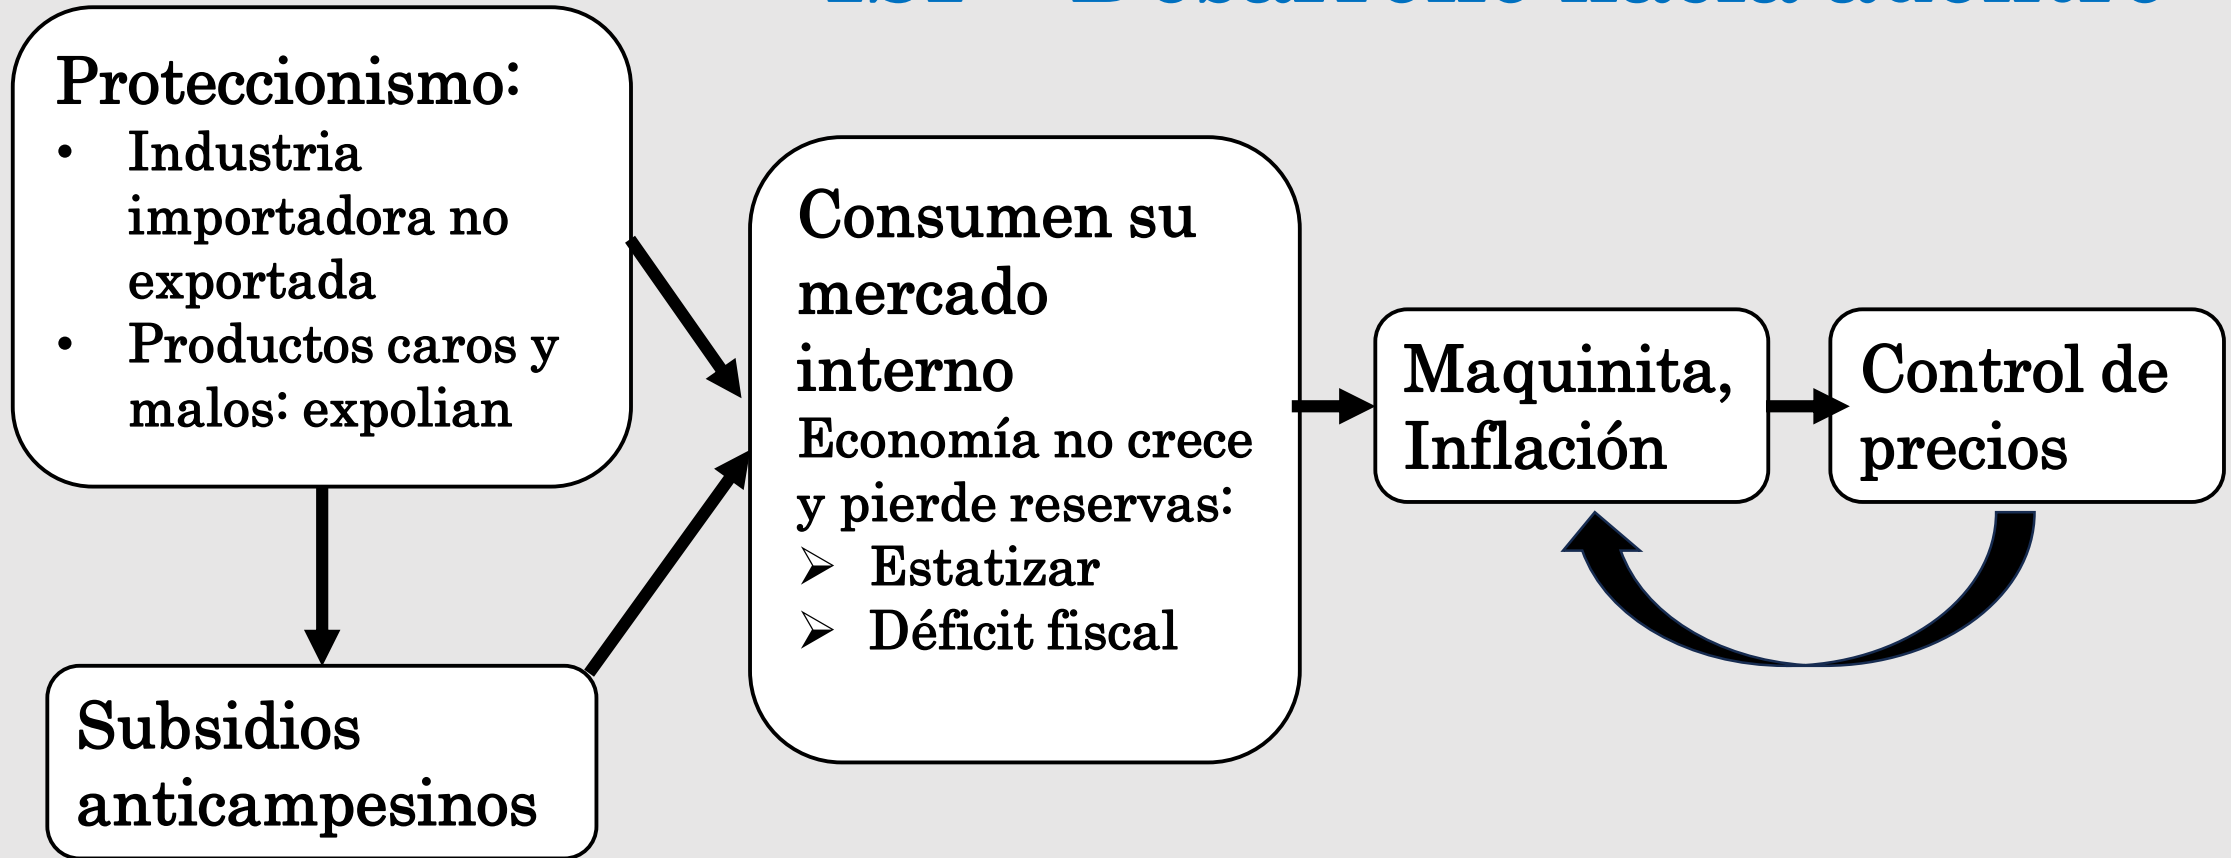 Proteccionismo:
• Industria
importadora no
exportada
• Productos caros y
malos: expolian
Subsidios
anticampesinos
Consumen su
mercado
interno
Economía no crece
y pierde reservas:
➢ Estatizar
➢ Déficit fiscal
Maquinita,
Inflación
Control de
precios